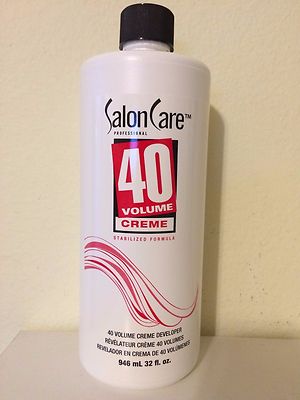 SalonCare™
PROFESSIONAL
40
VOLUME
CREME
STABILIZED FORMULA
40 VOLUME CREME DEVELOPER
RÉVÉLATEUR CRÈME 40 VOLUMES
REVELADOR EN CREMA DE 40 VOLÚMENES
946 mL 32 fl. oz.